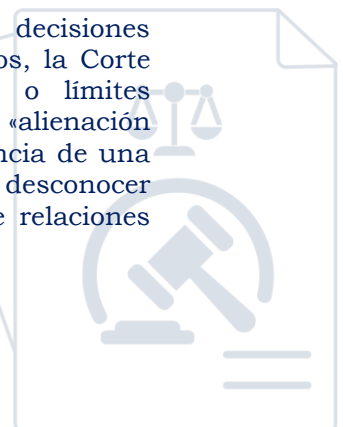 decisiones
os, la Corte
o límites
«alienación
ncia de una
desconocer
e relaciones